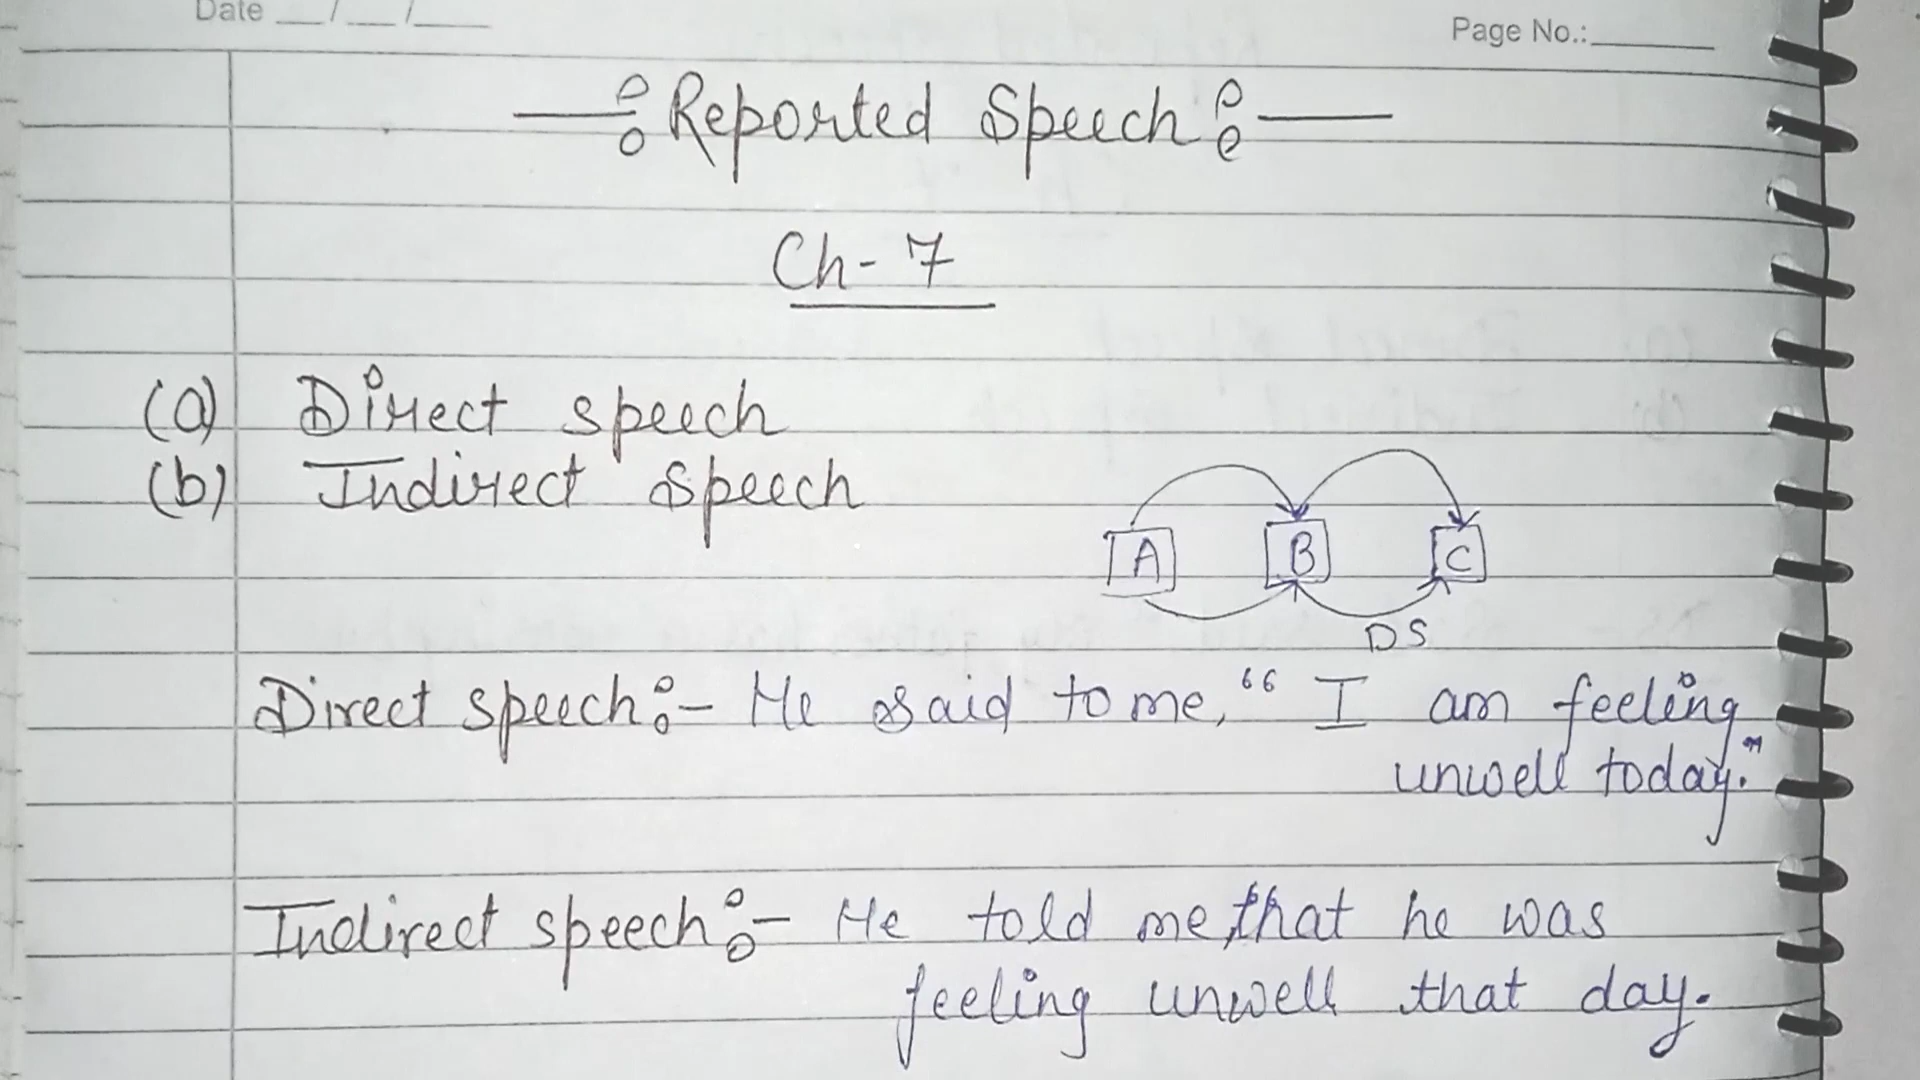 Date __/__/____
Page No.:______
—: Reported Speech :—
Ch-7
(a) Direct speech
(b) Indirect speech
A B C
DS
Direct speech:- He said to me, “I am feeling
unwell today."
Indirect speech:- He told me, that he was
feeling unwell that day.